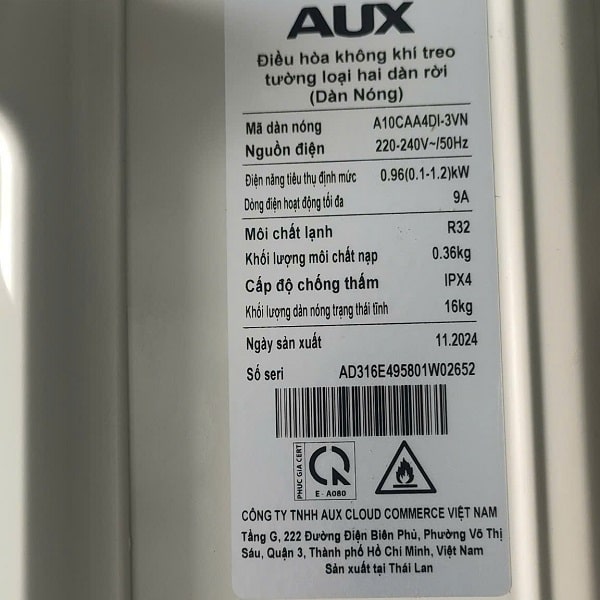 AUX
Điều hòa không khí treo
tường loại hai dàn rời
(Dàn Nóng)
Mã dàn nóng A10CAA4DI-3VN
Nguồn điện 220-240V~/50Hz
Điện năng tiêu thụ định mức 0.96(0.1-1.2)kW
Dòng điện hoạt động tối đa 9A
Môi chất lạnh R32
Khối lượng môi chất nạp 0.36kg
Cấp độ chống thấm IPX4
Khối lượng dàn nóng trạng thái tĩnh 16kg
Ngày sản xuất 11.2024
Số seri AD316E495801W02652
PHUC GIA CERT
E - A080
CÔNG TY TNHH AUX CLOUD COMMERCE VIỆT NAM
Tầng G, 222 Đường Điện Biên Phủ, Phường Võ Thị
Sáu, Quận 3, Thành phố Hồ Chí Minh, Việt Nam
Sản xuất tại Thái Lan